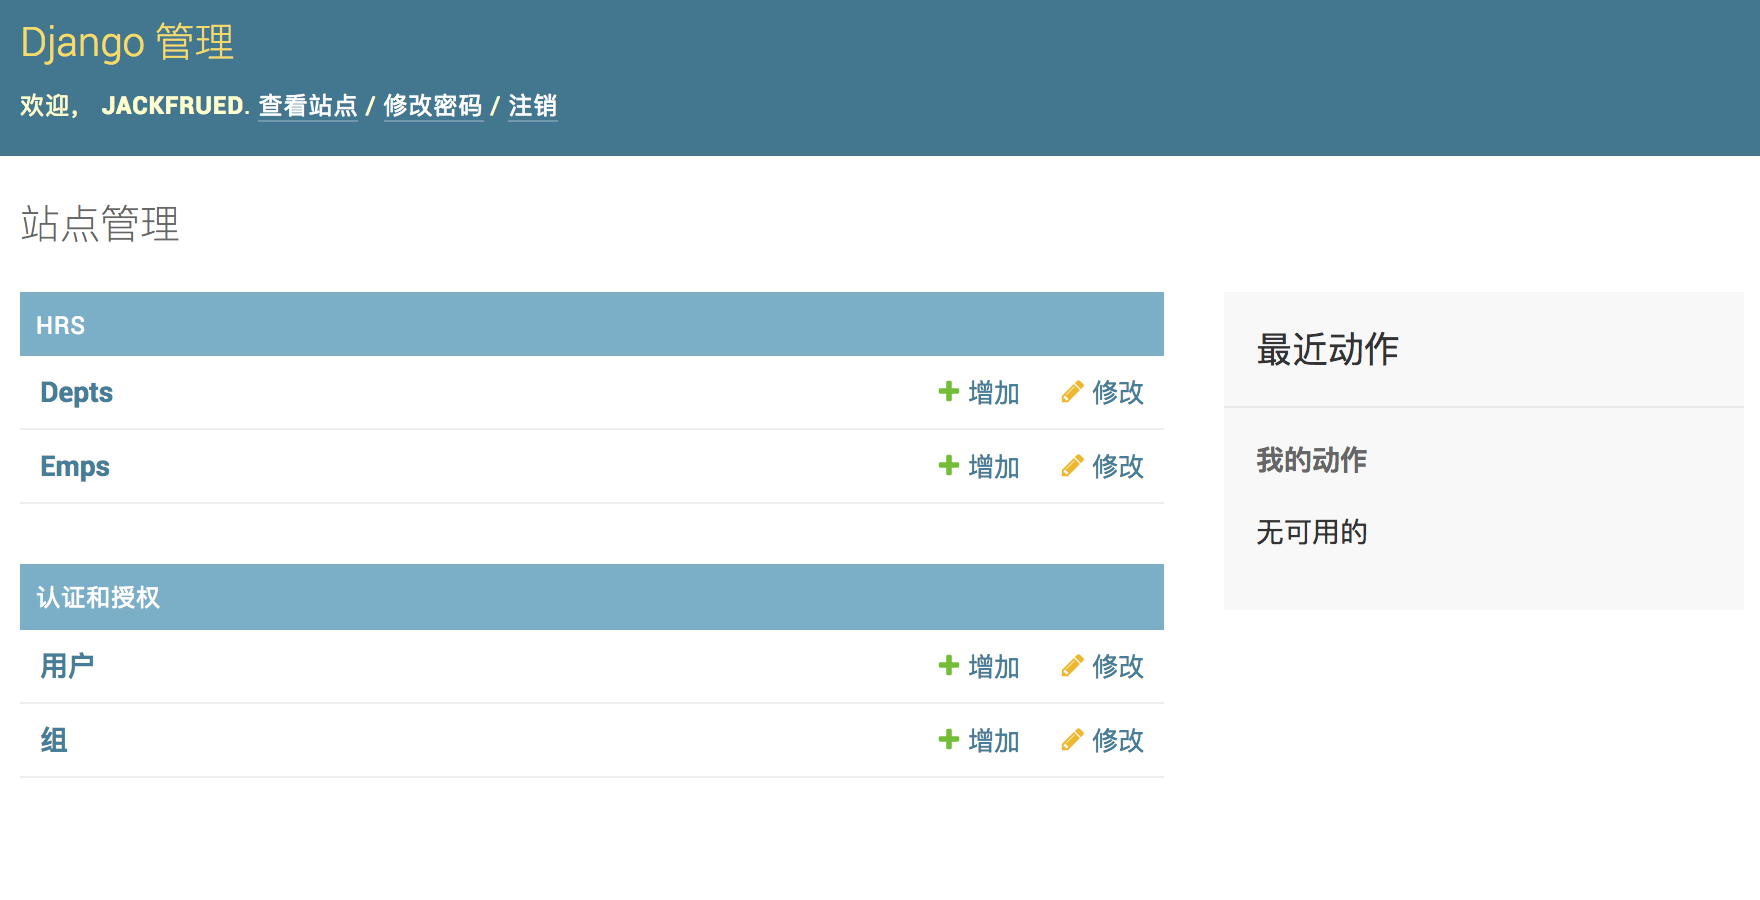 Django 管理
欢迎， JACKFRUED. 查看站点 / 修改密码 / 注销
站点管理
HRS
Depts 增加 修改
Emps 增加 修改
认证和授权
用户 增加 修改
组 增加 修改
最近动作
我的动作
无可用的